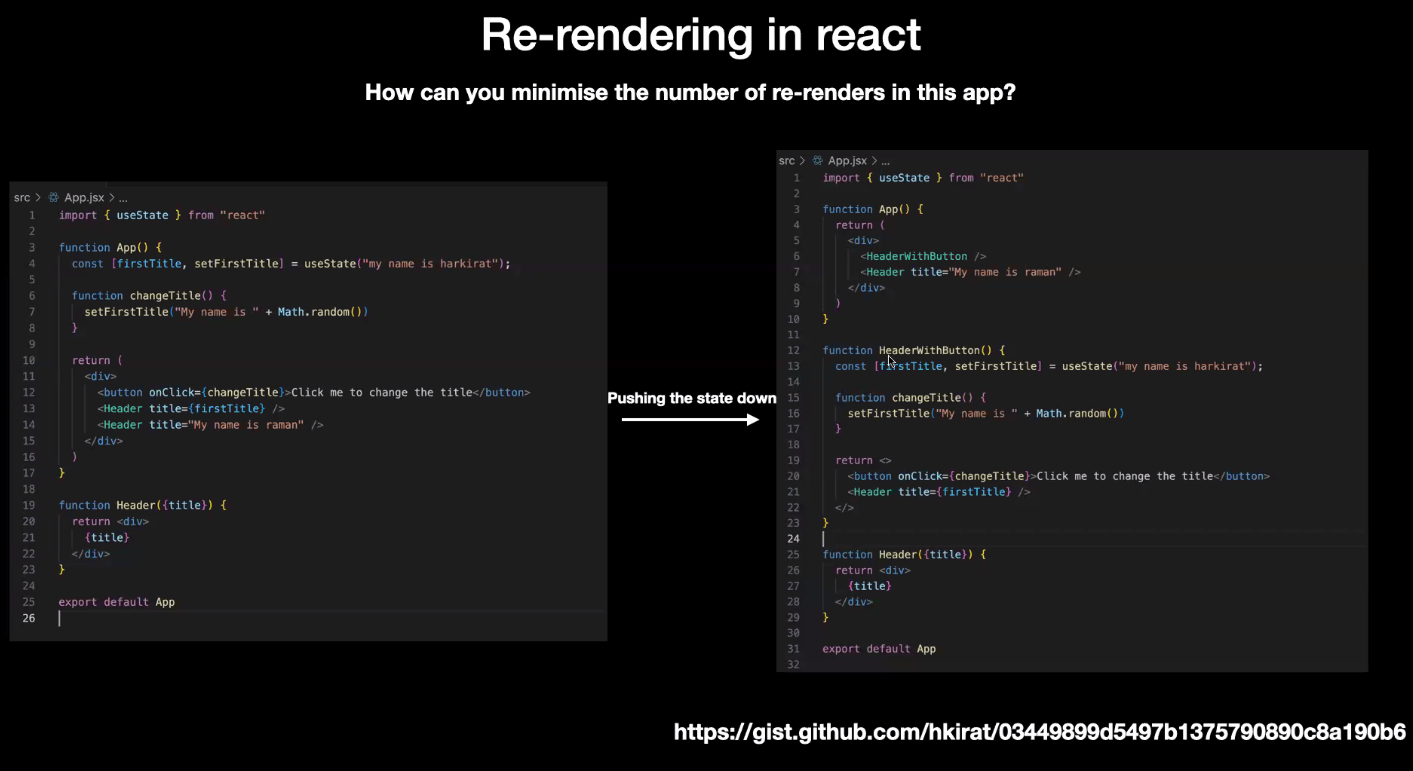 Re-rendering in react
How can you minimise the number of re-renders in this app?
src > App.jsx > ...
1 import { useState } from "react"
2
3 function App() {
4 const [firstTitle, setFirstTitle] = useState("my name is harkirat");
5
6 function changeTitle() {
7 setFirstTitle("My name is " + Math.random())
8 }
9
10 return (
11 <div>
12 <button onClick={changeTitle}>Click me to change the title</button>
13 <Header title={firstTitle} />
14 <Header title="My name is raman" />
15 </div>
16 )
17 }
18
19 function Header({title}) {
20 return <div>
21 {title}
22 </div>
23 }
24
25 export default App
26
Pushing the state down
src > App.jsx > ...
1 import { useState } from "react"
2
3 function App() {
4 return (
5 <div>
6 <HeaderWithButton />
7 <Header title="My name is raman" />
8 </div>
9 )
10 }
11
12 function HeaderWithButton() {
13 const [firstTitle, setFirstTitle] = useState("my name is harkirat");
14
15 function changeTitle() {
16 setFirstTitle("My name is " + Math.random())
17 }
18
19 return <>
20 <button onClick={changeTitle}>Click me to change the title</button>
21 <Header title={firstTitle} />
22 </>
23 }
24
25 function Header({title}) {
26 return <div>
27 {title}
28 </div>
29 }
30
31 export default App
32
https://gist.github.com/hkirat/03449899d5497b1375790890c8a190b6